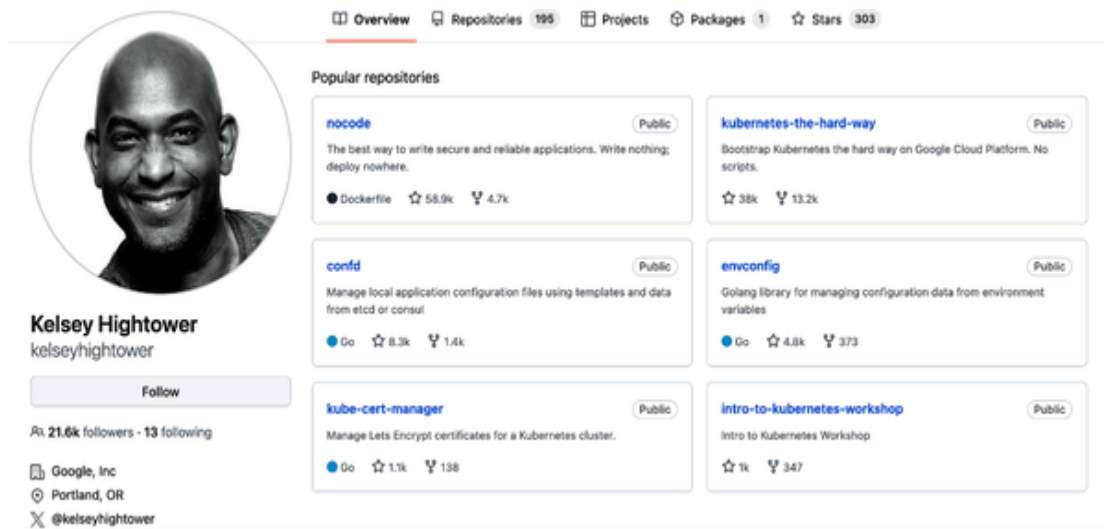 Overview Repositories 195 Projects Packages 1 Stars 303
Popular repositories
nocode Public
The best way to write secure and reliable applications. Write nothing;
deploy nowhere.
Dockerfile 58.9k 4.7k
kubernetes-the-hard-way Public
Bootstrap Kubernetes the hard way on Google Cloud Platform. No
scripts.
38k 13.2k
confd Public
Manage local application configuration files using templates and data
from etcd or consul
Go 8.3k 1.4k
envconfig Public
Golang library for managing configuration data from environment
variables
Go 4.8k 373
kube-cert-manager Public
Manage Lets Encrypt certificates for a Kubernetes cluster.
Go 1.1k 138
intro-to-kubernetes-workshop Public
Intro to Kubernetes Workshop
1k 347
Kelsey Hightower
kelseyhightower
Follow
21.6k followers · 13 following
Google, Inc
Portland, OR
@kelseyhightower